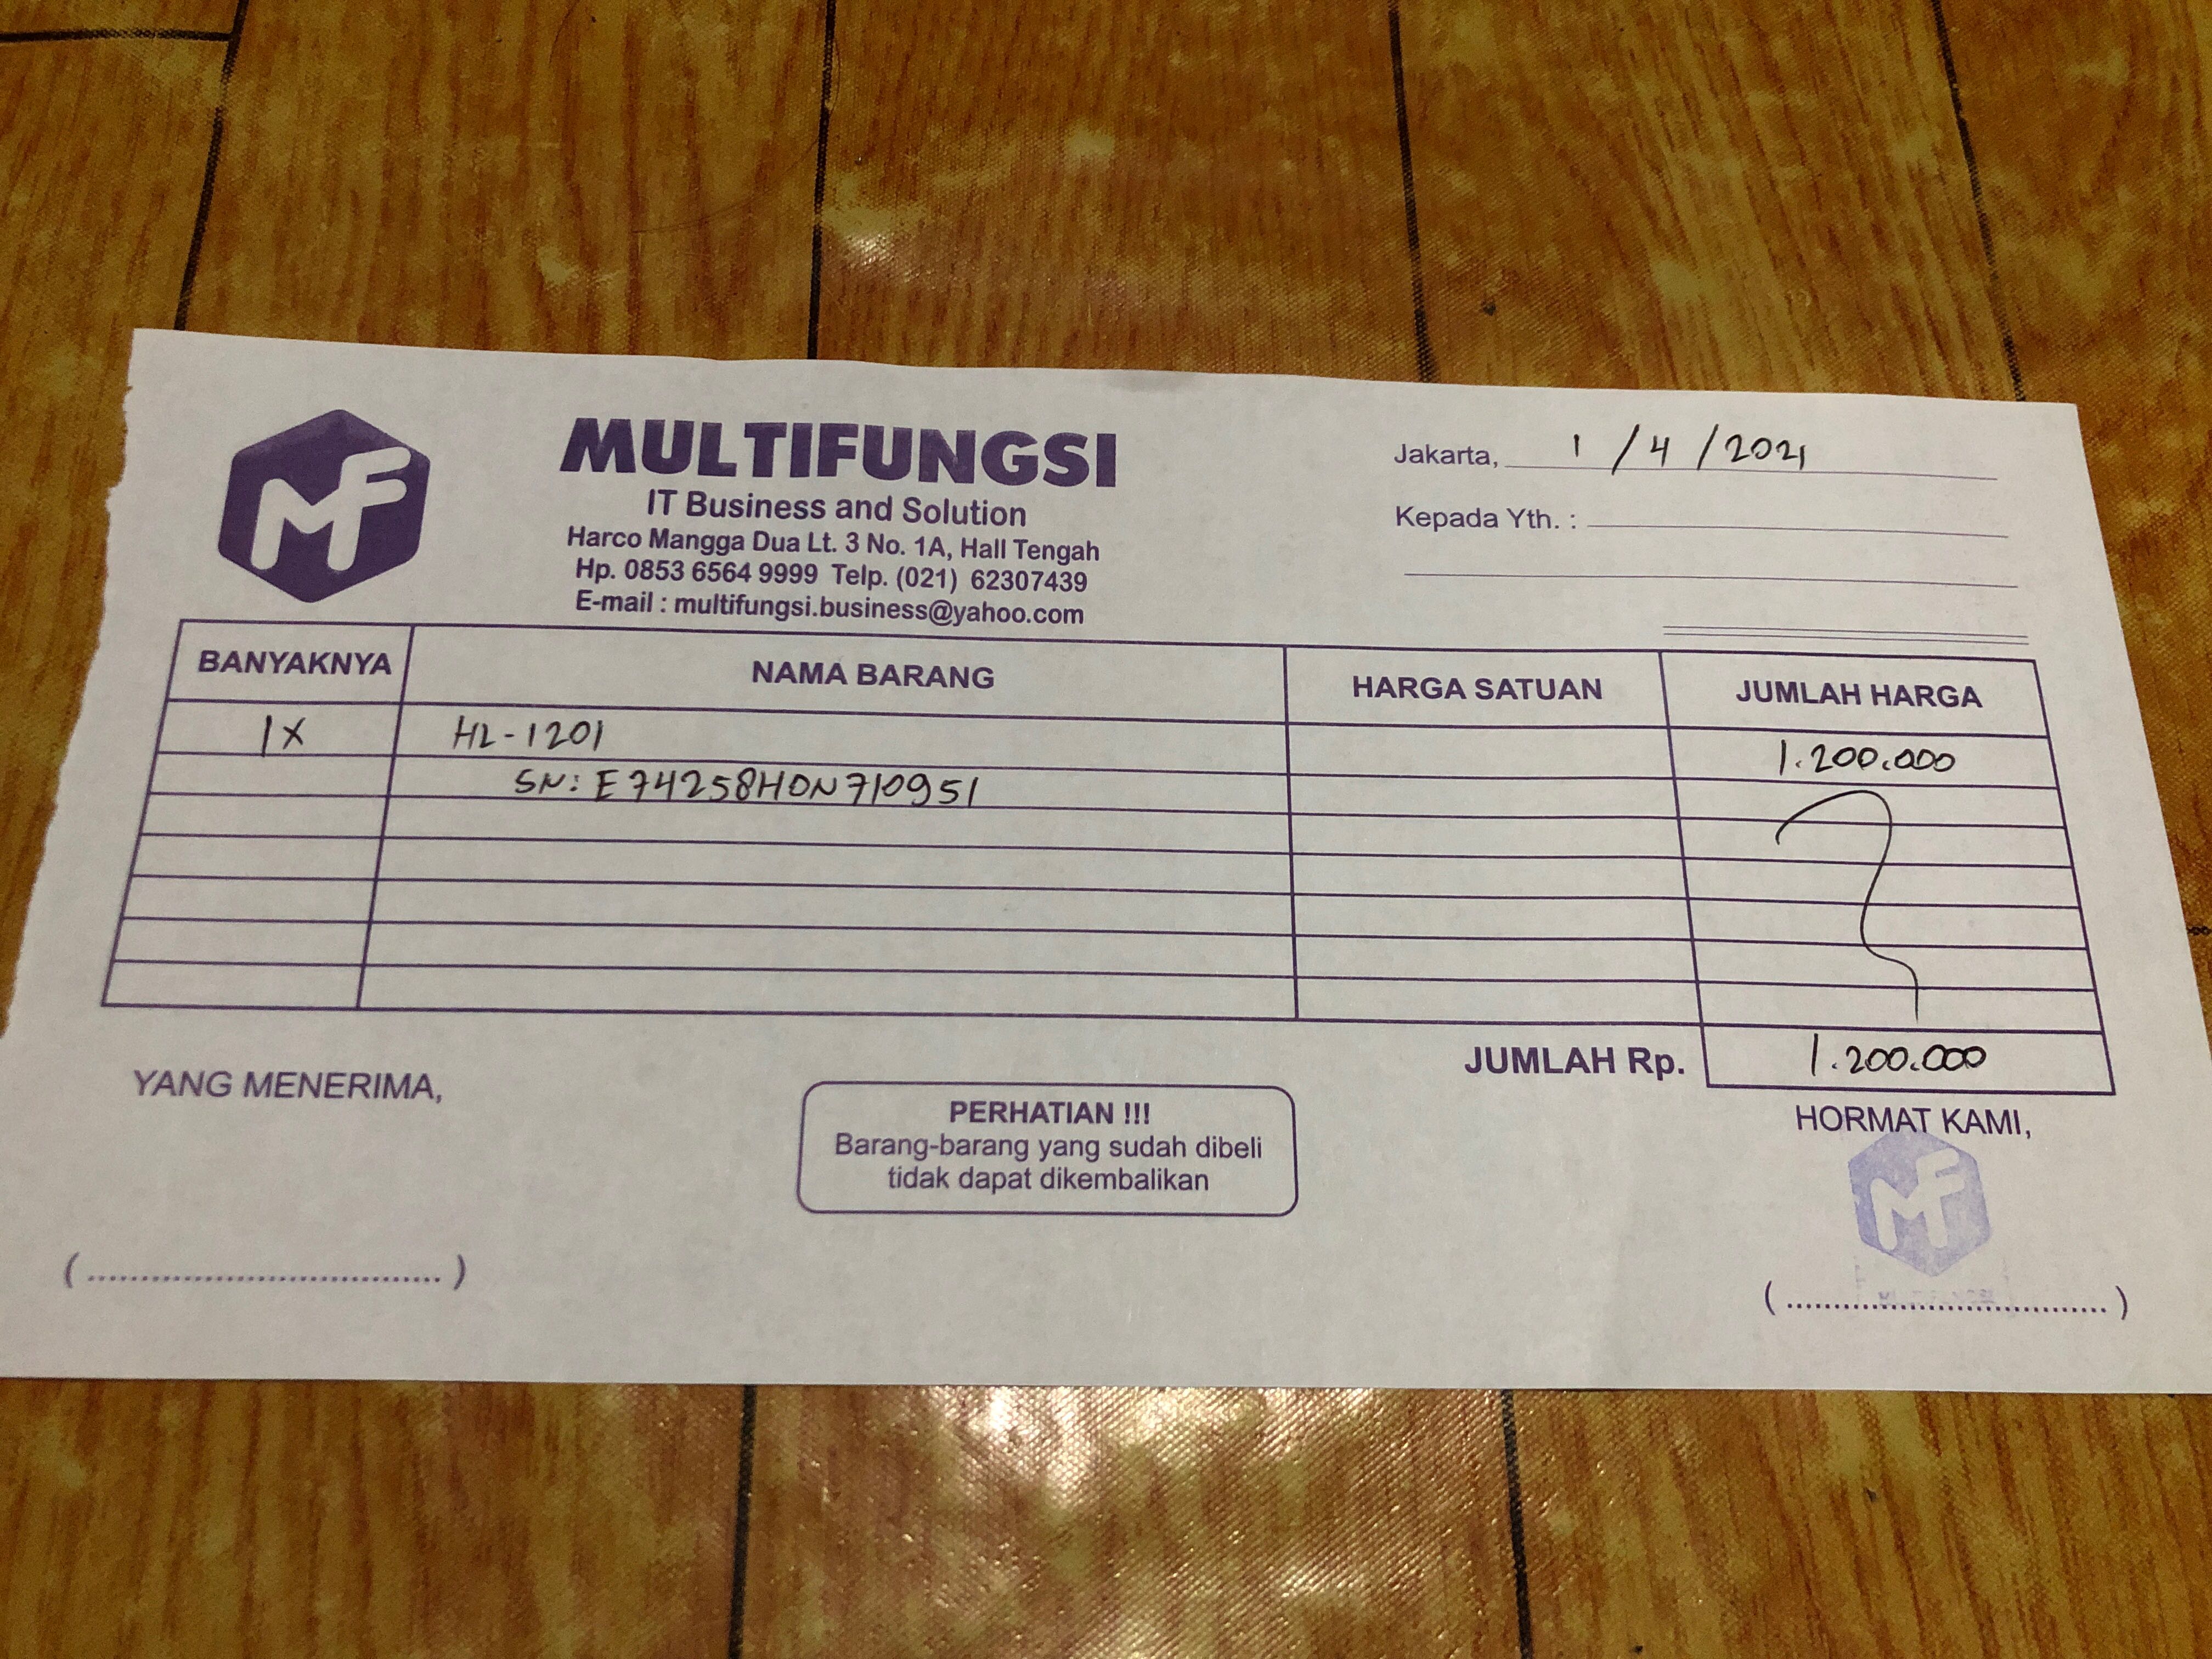 MF
MULTIFUNGSI
IT Business and Solution
Harco Mangga Dua Lt. 3 No. 1A, Hall Tengah
Hp. 0853 6564 9999 Telp. (021) 62307439
E-mail : multifungsi.business@yahoo.com
Jakarta, 1 / 4 / 2021
Kepada Yth. :
BANYAKNYA NAMA BARANG HARGA SATUAN JUMLAH HARGA
1X HL-1201 1.200.000
SN: E74258H0N710951
JUMLAH Rp. 1.200.000
YANG MENERIMA,
PERHATIAN !!!
Barang-barang yang sudah dibeli
tidak dapat dikembalikan
HORMAT KAMI,
MF
(....................................)
(....................................)